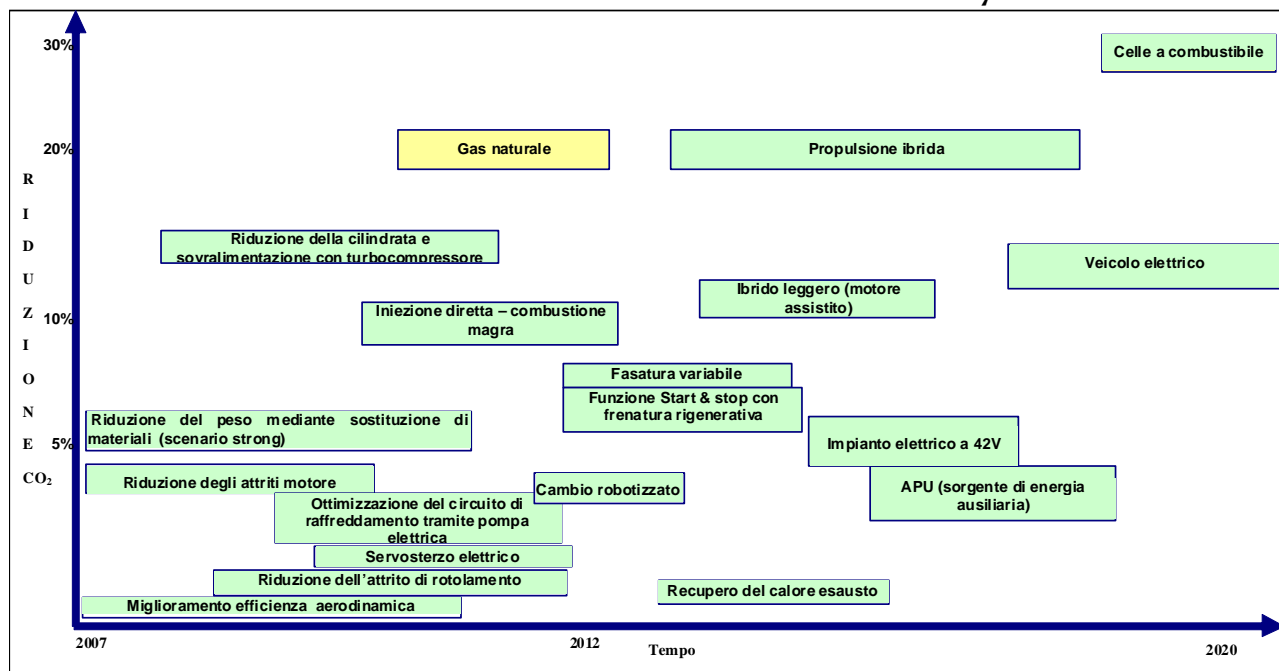 30%
Celle a combustibile
20%
Gas naturale
Propulsione ibrida
R
I
D
U
Z
I
O
N
E
CO₂
Riduzione della cilindrata e
sovralimentazione con turbocompressore
Veicolo elettrico
Ibrido leggero (motore
assistito)
10%
Iniezione diretta – combustione
magra
Fasatura variabile
Funzione Start & stop con
frenatura rigenerativa
Riduzione del peso mediante sostituzione di
materiali (scenario strong)
5%
Impianto elettrico a 42V
Riduzione degli attriti motore
Cambio robotizzato
APU (sorgente di energia
ausiliaria)
Ottimizzazione del circuito di
raffreddamento tramite pompa
elettrica
Servosterzo elettrico
Riduzione dell'attrito di rotolamento
Recupero del calore esausto
Miglioramento efficienza aerodinamica
2007
2012
Tempo
2020